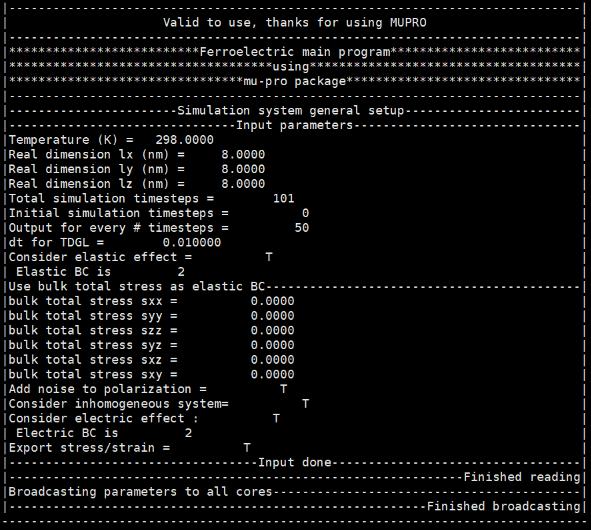 |------------------------------------------------------------------------------|
|                     Valid to use, thanks for using MUPRO                     |
|------------------------------------------------------------------------------|
|**************************Ferroelectric main program**************************|
|************************************using*************************************|
|********************************mu-pro package********************************|
|------------------------------------------------------------------------------|
|-----------------------Simulation system general setup------------------------|
|-------------------------------Input parameters-------------------------------|
|Temperature (K) =   298.0000                                                  |
|Real dimension lx (nm) =     8.0000                                           |
|Real dimension ly (nm) =     8.0000                                           |
|Real dimension lz (nm) =     8.0000                                           |
|Total simulation timesteps =        101                                       |
|Initial simulation timesteps =          0                                     |
|Output for every # timesteps =         50                                     |
|dt for TDGL =        0.010000                                                 |
|Consider elastic effect =          T                                          |
| Elastic BC is         2                                                      |
|Use bulk total stress as elastic BC-------------------------------------------|
|bulk total stress sxx =          0.0000                                       |
|bulk total stress syy =          0.0000                                       |
|bulk total stress szz =          0.0000                                       |
|bulk total stress syz =          0.0000                                       |
|bulk total stress sxz =          0.0000                                       |
|bulk total stress sxy =          0.0000                                       |
|Add noise to polarization =          T                                        |
|Consider inhomogeneous system=          T                                     |
|Consider electric effect :          T                                         |
| Electric BC is         2                                                     |
|Export stress/strain =          T                                             |
|----------------------------------Input done----------------------------------|
|--------------------------------------------------------------Finished reading|
|Broadcasting parameters to all cores------------------------------------------|
|---------------------------------------------------------Finished broadcasting|
--------------------------------------------------------------------------------